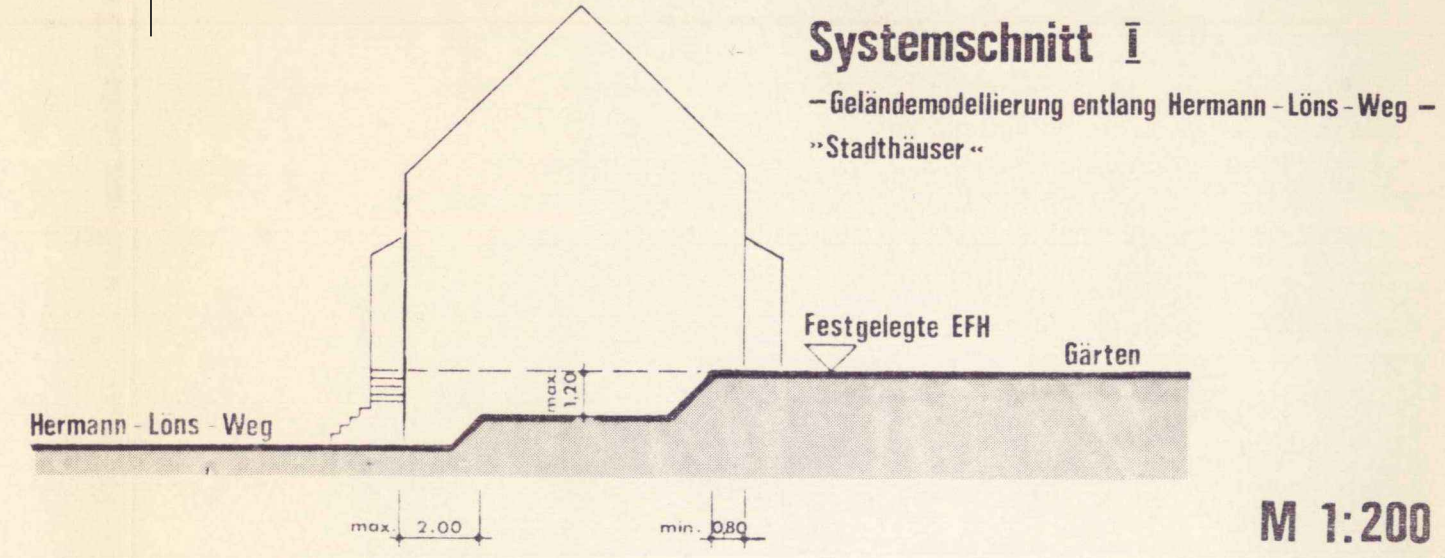 Systemschnitt I
– Geländemodellierung entlang Hermann - Löns - Weg –
"Stadthäuser"
Festgelegte EFH
Gärten
max. 1,20
Hermann - Löns - Weg
max. 2.00
min. 0.80
M 1:200